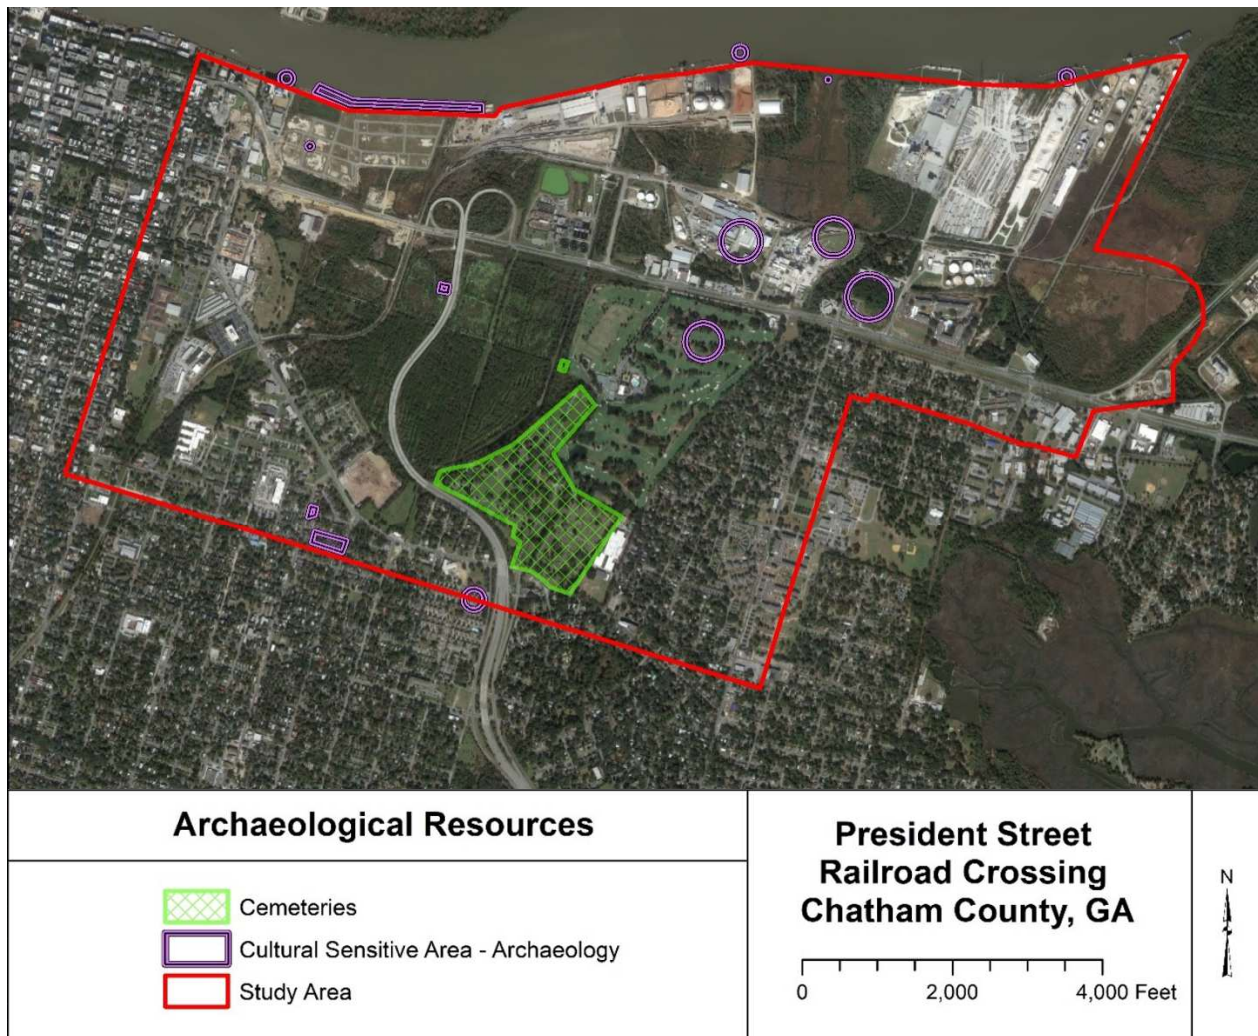 Archaeological Resources
Cemeteries
Cultural Sensitive Area - Archaeology
Study Area
President Street
Railroad Crossing
Chatham County, GA
0 2,000 4,000 Feet
N